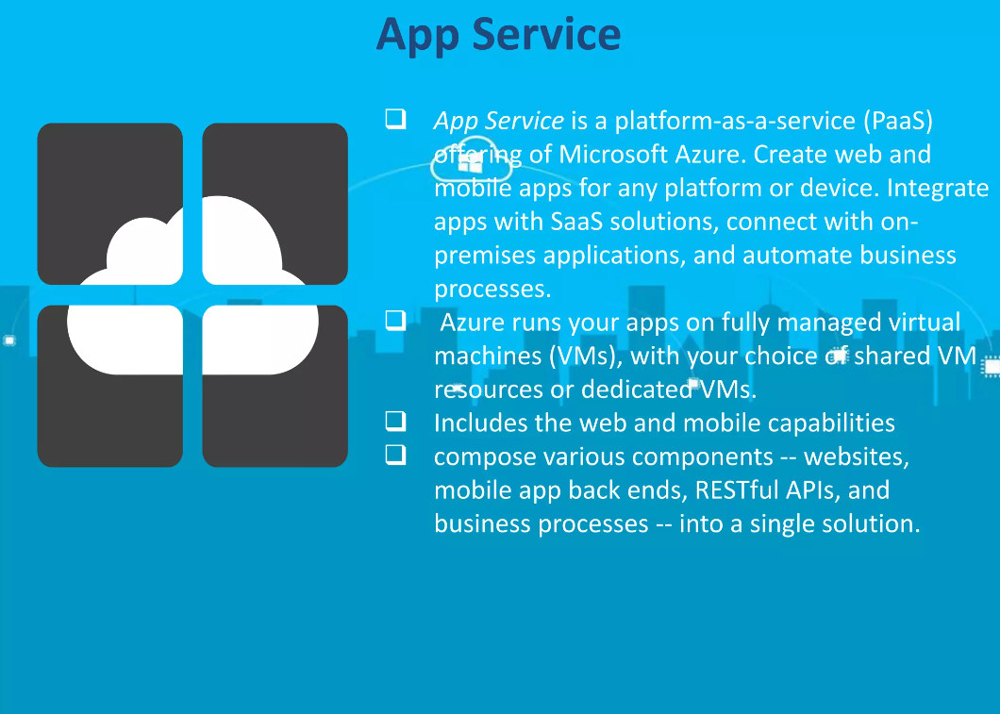 App Service
❑ App Service is a platform-as-a-service (PaaS)
offering of Microsoft Azure. Create web and
mobile apps for any platform or device. Integrate
apps with SaaS solutions, connect with on-
premises applications, and automate business
processes.
❑ Azure runs your apps on fully managed virtual
machines (VMs), with your choice of shared VM
resources or dedicated VMs.
❑ Includes the web and mobile capabilities
❑ compose various components -- websites,
mobile app back ends, RESTful APIs, and
business processes -- into a single solution.